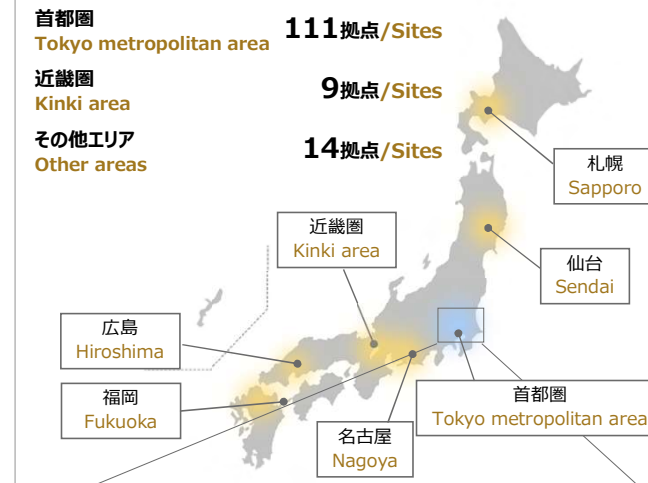 首都圏 111拠点/Sites
Tokyo metropolitan area
近畿圏 9拠点/Sites
Kinki area
その他エリア 14拠点/Sites
Other areas
札幌
Sapporo
近畿圏
Kinki area
仙台
Sendai
広島
Hiroshima
福岡
Fukuoka
首都圏
Tokyo metropolitan area
名古屋
Nagoya